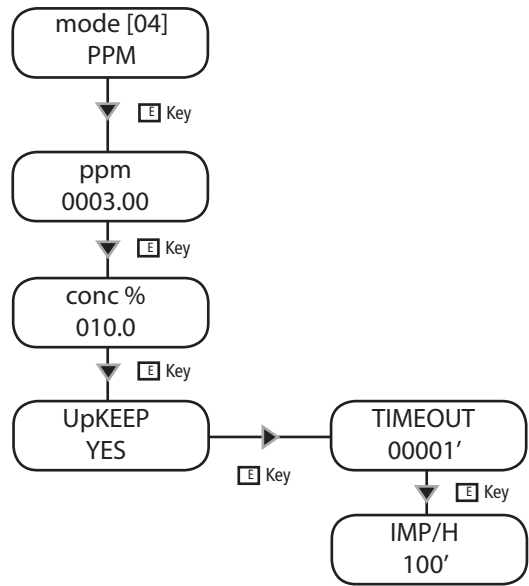 mode [04]
PPM
E Key
ppm
0003.00
E Key
conc %
010.0
E Key
UpKEEP
YES
E Key
TIMEOUT
00001’
E Key
IMP/H
100’